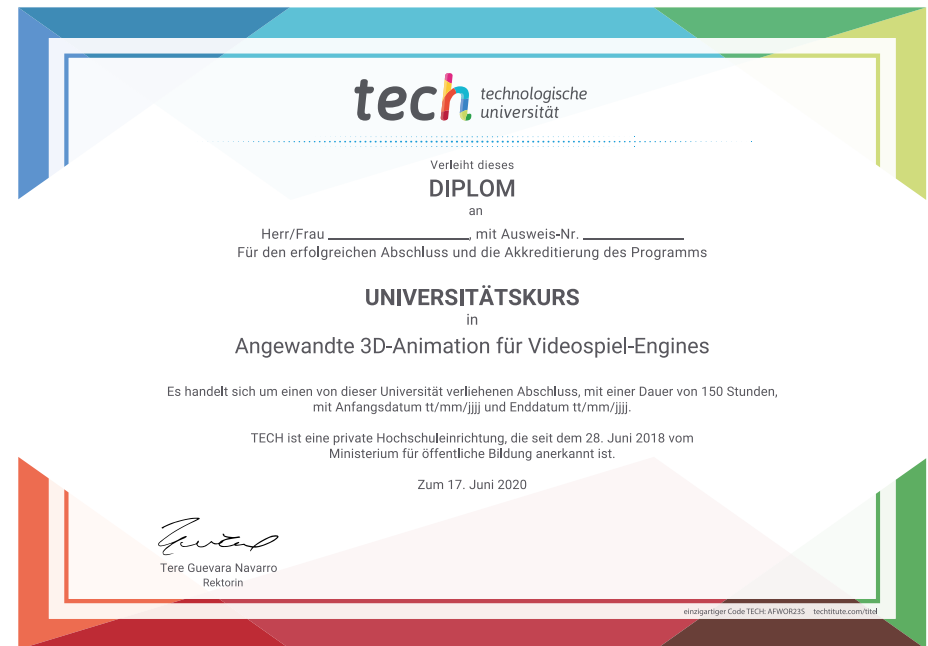 tech technologische
universität
Verleiht dieses
DIPLOM
an
Herr/Frau ____________________, mit Ausweis-Nr. ______________
Für den erfolgreichen Abschluss und die Akkreditierung des Programms
UNIVERSITÄTSKURS
in
Angewandte 3D-Animation für Videospiel-Engines
Es handelt sich um einen von dieser Universität verliehenen Abschluss, mit einer Dauer von 150 Stunden,
mit Anfangsdatum tt/mm/jjjj und Enddatum tt/mm/jjjj.
TECH ist eine private Hochschuleinrichtung, die seit dem 28. Juni 2018 vom
Ministerium für öffentliche Bildung anerkannt ist.
Zum 17. Juni 2020
Tere Guevara Navarro
Rektorin
einzigartiger Code TECH: AFWOR23S techtitute.com/titel